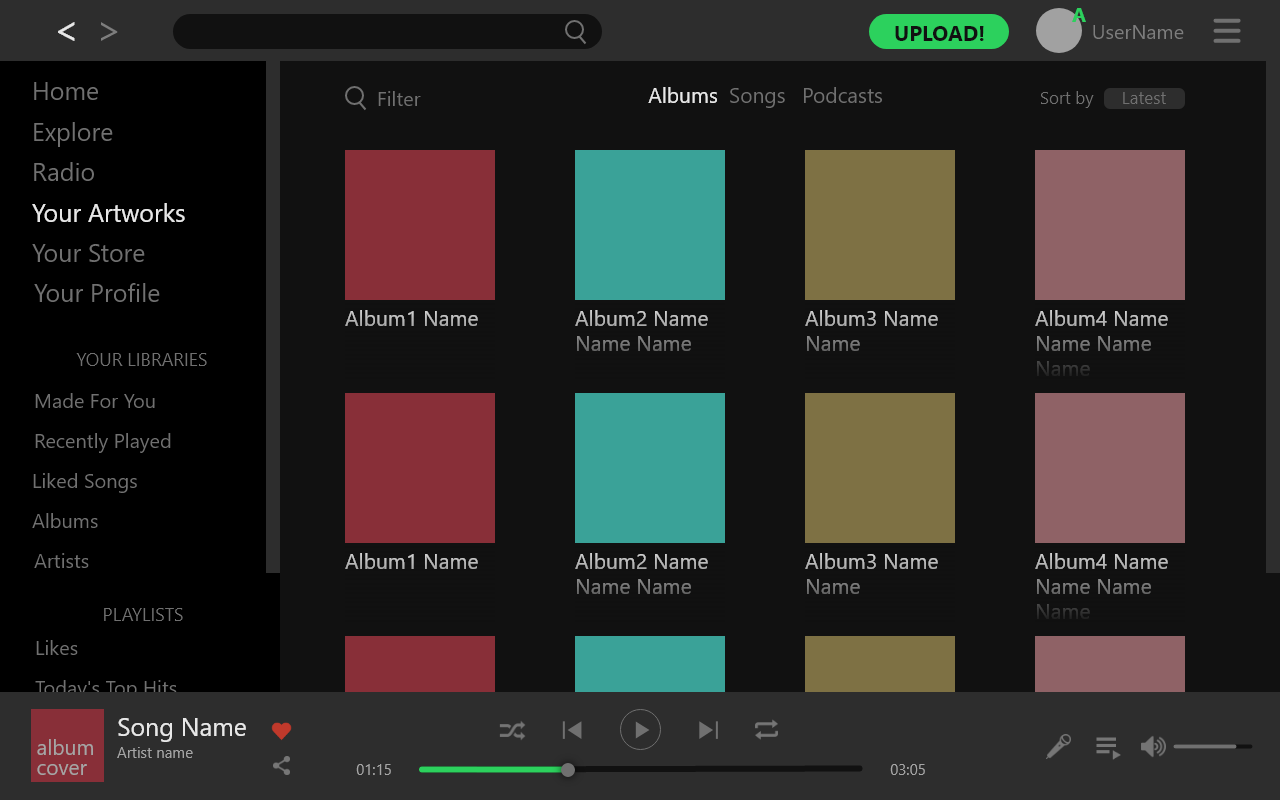 < >
UPLOAD!
A
UserName
Home
Explore
Radio
Your Artworks
Your Store
Your Profile
YOUR LIBRARIES
Made For You
Recently Played
Liked Songs
Albums
Artists
PLAYLISTS
Likes
Today's Top Hits
Filter
Albums Songs Podcasts
Sort by Latest
Album1 Name
Album2 Name
Name Name
Album3 Name
Name
Album4 Name
Name Name
Name
Album1 Name
Album2 Name
Name Name
Album3 Name
Name
Album4 Name
Name Name
Name
album
cover
Song Name
Artist name
01:15
03:05